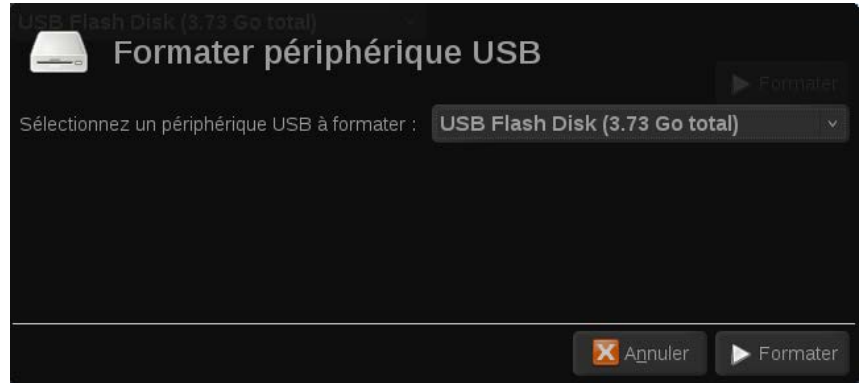 USB Flash Disk (3.73 Go total)
Formater périphérique USB
Formater
Sélectionnez un périphérique USB à formater : USB Flash Disk (3.73 Go total)
Annuler Formater